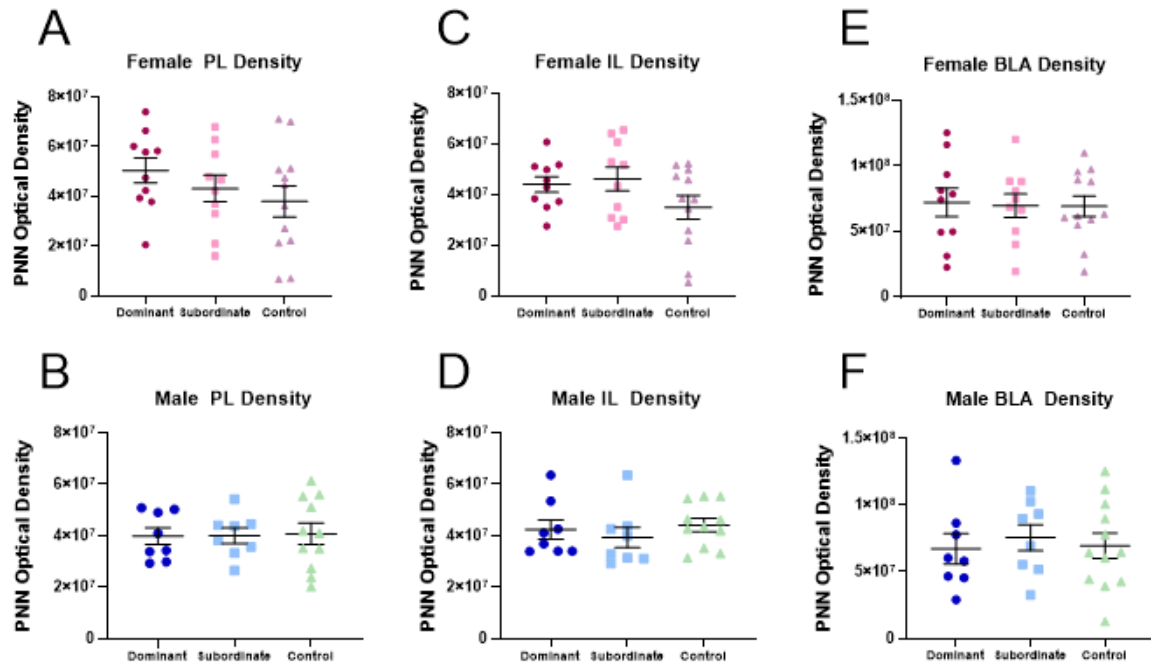 A
Female PL Density
PNN Optical Density
8×10⁷
6×10⁷
4×10⁷
2×10⁷
0
Dominant Subordinate Control
C
Female IL Density
PNN Optical Density
8×10⁷
6×10⁷
4×10⁷
2×10⁷
0
Dominant Subordinate Control
E
Female BLA Density
PNN Optical Density
1.5×10⁸
1×10⁸
5×10⁷
0
Dominant Subordinate Control
B
Male PL Density
PNN Optical Density
8×10⁷
6×10⁷
4×10⁷
2×10⁷
0
Dominant Subordinate Control
D
Male IL Density
PNN Optical Density
8×10⁷
6×10⁷
4×10⁷
2×10⁷
0
Dominant Subordinate Control
F
Male BLA Density
PNN Optical Density
1.5×10⁸
1×10⁸
5×10⁷
0
Dominant Subordinate Control